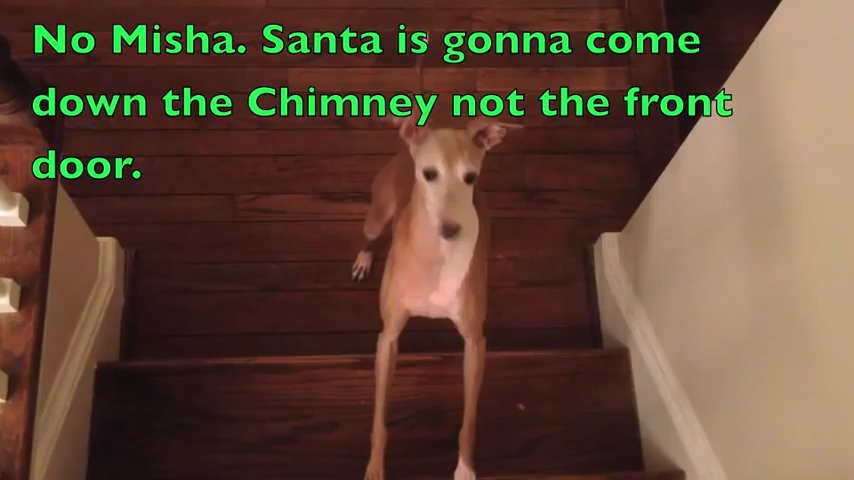 No Misha. Santa is gonna come
down the Chimney not the front
door.